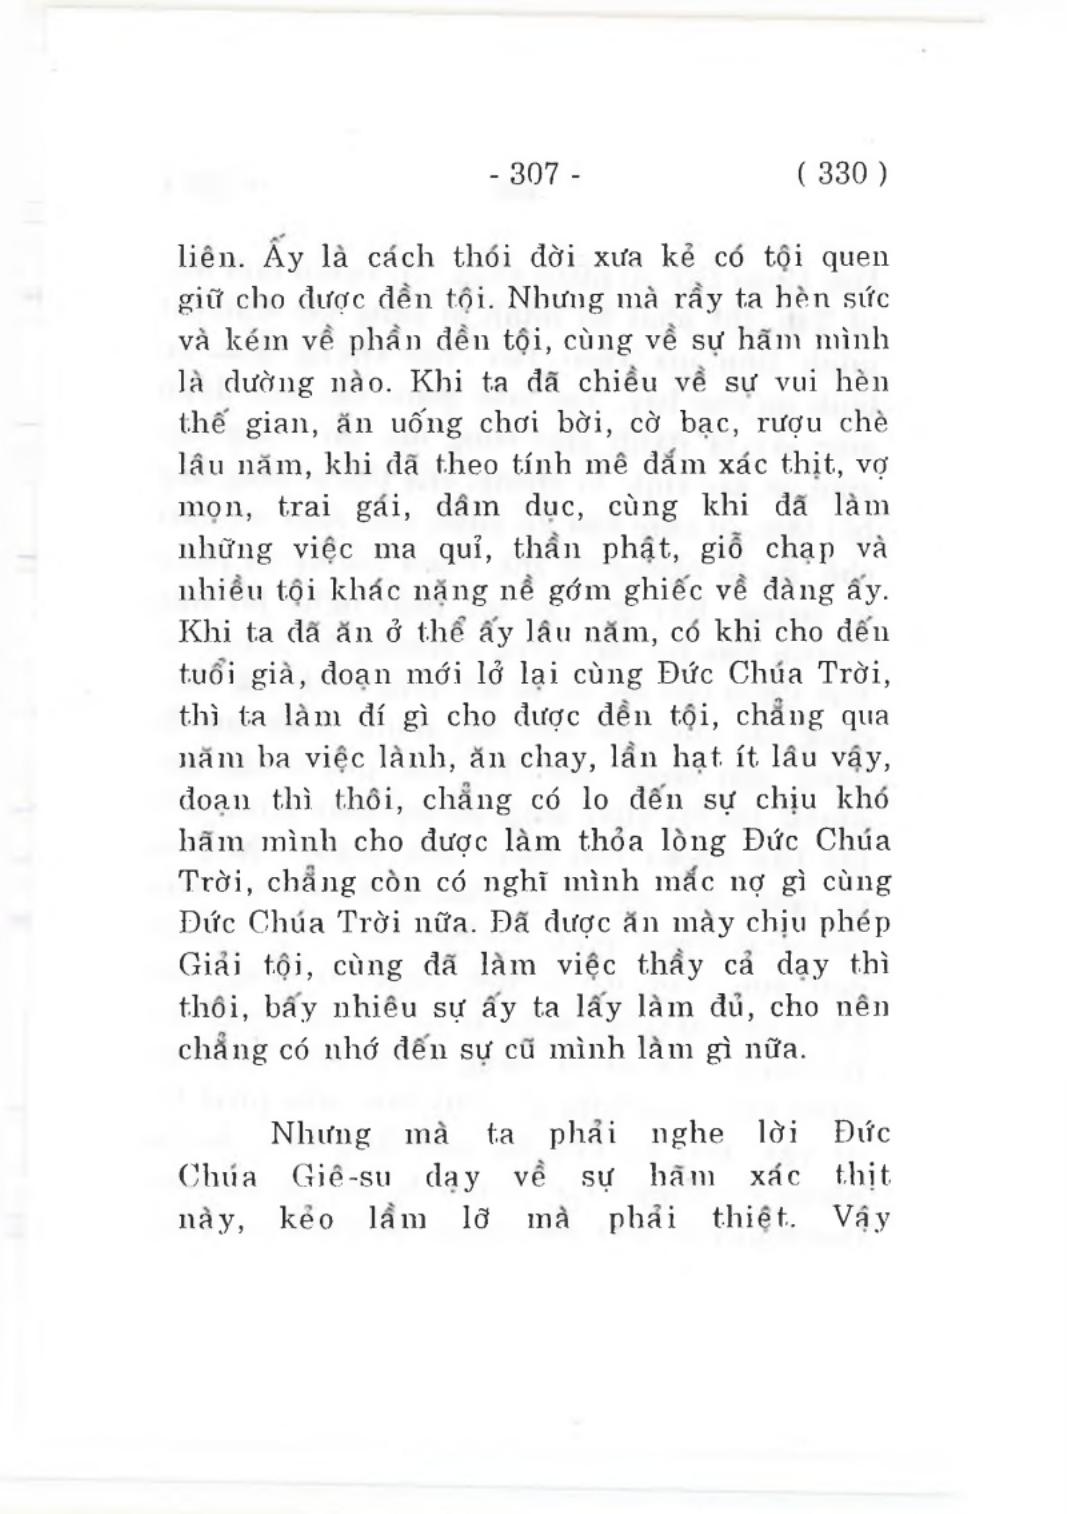 - 307 - ( 330 )
liên. Ấy là cách thói đời xưa kẻ có tội quen
giữ cho được đền tội. Nhưng mà rầy ta hèn sức
và kém về phần đền tội, cùng về sự hãm mình
là dường nào. Khi ta đã chiều về sự vui hèn
thế gian, ăn uống chơi bời, cờ bạc, rượu chè
lâu năm, khi đã theo tính mê đắm xác thịt, vợ
mọn, trai gái, dâm dục, cùng khi đã làm
những việc ma quỉ, thần phật, giỗ chạp và
nhiều tội khác nặng nề gớm ghiếc về đàng ấy.
Khi ta đã ăn ở thể ấy lâu năm, có khi cho đến
tuổi già, đoạn mới lở lại cùng Đức Chúa Trời,
thì ta làm đí gì cho được đền tội, chẳng qua
năm ba việc lành, ăn chay, lần hạt ít lâu vậy,
đoạn thì thôi, chẳng có lo đến sự chịu khó
hãm mình cho được làm thỏa lòng Đức Chúa
Trời, chẳng còn có nghĩ mình mắc nợ gì cùng
Đức Chúa Trời nữa. Đã được ăn mày chịu phép
Giải tội, cùng đã làm việc thầy cả dạy thì
thôi, bấy nhiêu sự ấy ta lấy làm đủ, cho nên
chẳng có nhớ đến sự cũ mình làm gì nữa.
Nhưng mà ta phải nghe lời Đức
Chúa Giê-su dạy về sự hãm xác thịt
này, kẻo lầm lỡ mà phải thiệt. Vậy